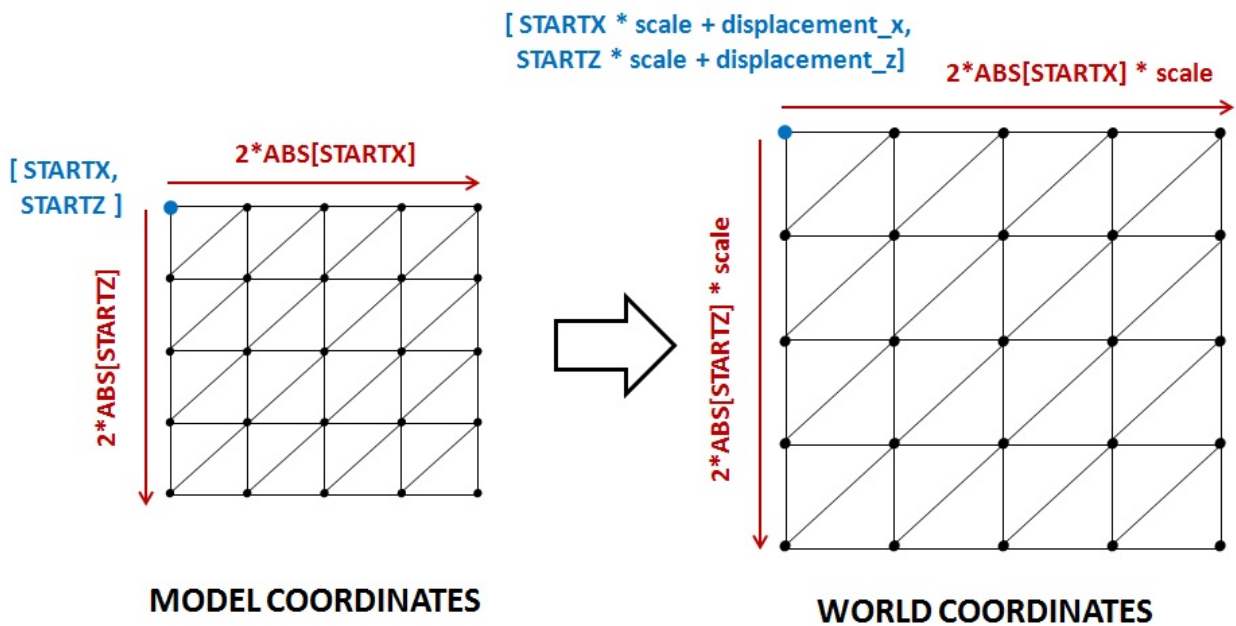 [ STARTX * scale + displacement_x,
STARTZ * scale + displacement_z]
2*ABS[STARTX] * scale
2*ABS[STARTX]
[ STARTX,
STARTZ ]
2*ABS[STARTZ]
2*ABS[STARTZ] * scale
MODEL COORDINATES
WORLD COORDINATES